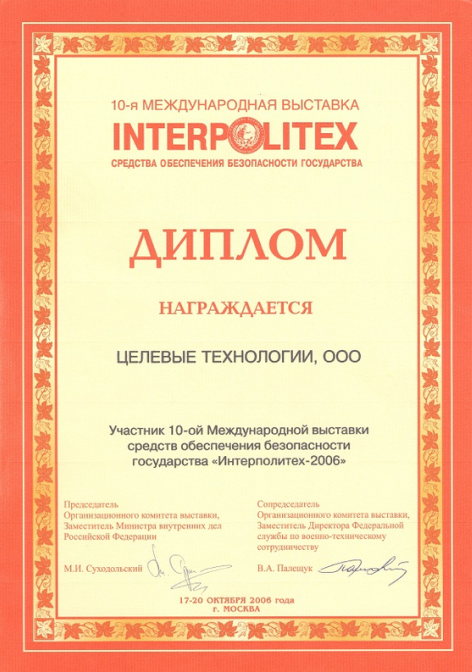 10-я МЕЖДУНАРОДНАЯ ВЫСТАВКА
INTERPOLITEX
СРЕДСТВА ОБЕСПЕЧЕНИЯ БЕЗОПАСНОСТИ ГОСУДАРСТВА
ДИПЛОМ
НАГРАЖДАЕТСЯ
ЦЕЛЕВЫЕ ТЕХНОЛОГИИ, ООО
Участник 10-ой Международной выставки
средств обеспечения безопасности
государства «Интерполитех-2006»
Председатель
Организационного комитета выставки,
Заместитель Министра внутренних дел
Российской Федерации
М.И. Суходольский
Сопредседатель
Организационного комитета выставки,
Заместитель Директора Федеральной
службы по военно-техническому
сотрудничеству
В.А. Палещук
17-20 ОКТЯБРЯ 2006 года
г. МОСКВА